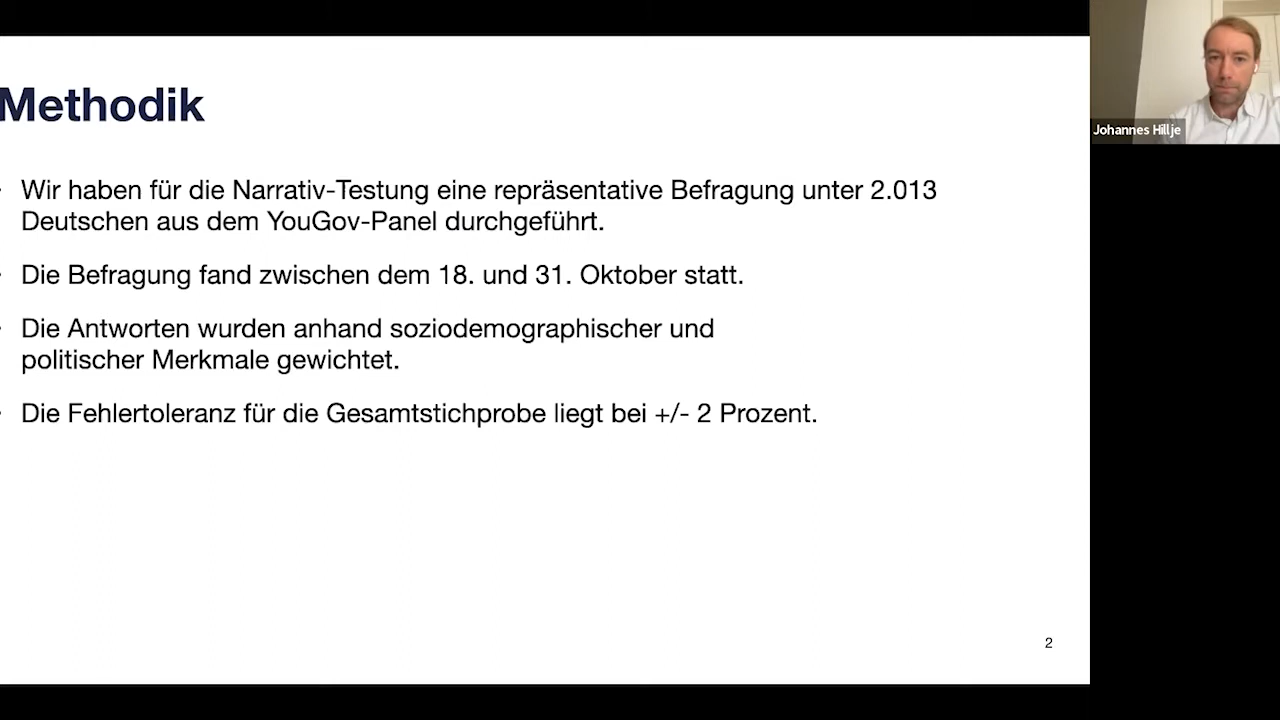 Methodik
Wir haben für die Narrativ-Testung eine repräsentative Befragung unter 2.013
Deutschen aus dem YouGov-Panel durchgeführt.
Die Befragung fand zwischen dem 18. und 31. Oktober statt.
Die Antworten wurden anhand soziodemographischer und
politischer Merkmale gewichtet.
Die Fehlertoleranz für die Gesamtstichprobe liegt bei +/- 2 Prozent.
2
Johannes Hillje